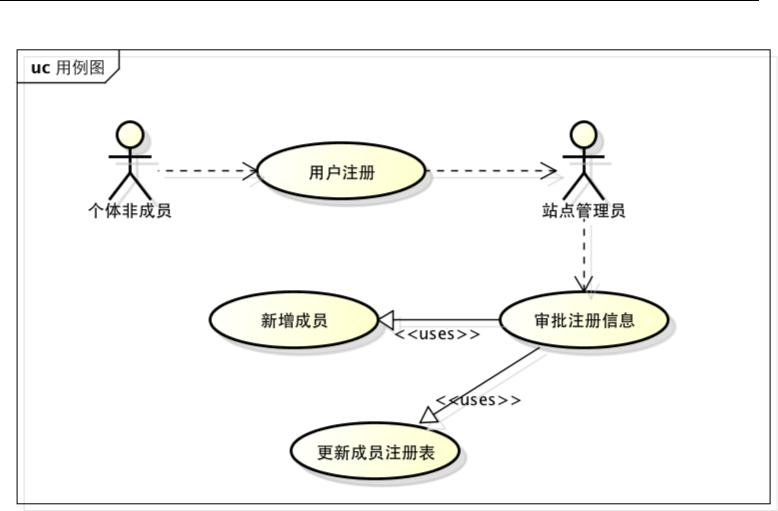 uc 用例图
个体非成员
用户注册
站点管理员
新增成员
<<uses>>
审批注册信息
<<uses>>
更新成员注册表